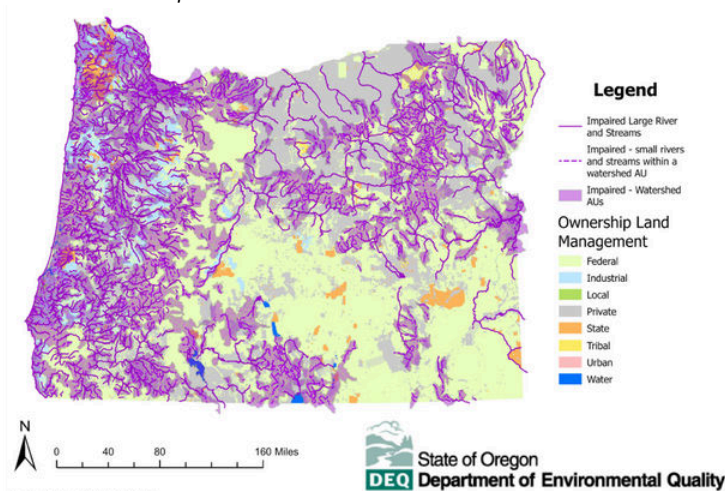 Legend
Impaired Large River
and Streams
Impaired - small rivers
and streams within a
watershed AU
Impaired - Watershed
AUs
Ownership Land
Management
Federal
Industrial
Local
Private
State
Tribal
Urban
Water
N
0 40 80 160 Miles
State of Oregon
DEQ Department of Environmental Quality